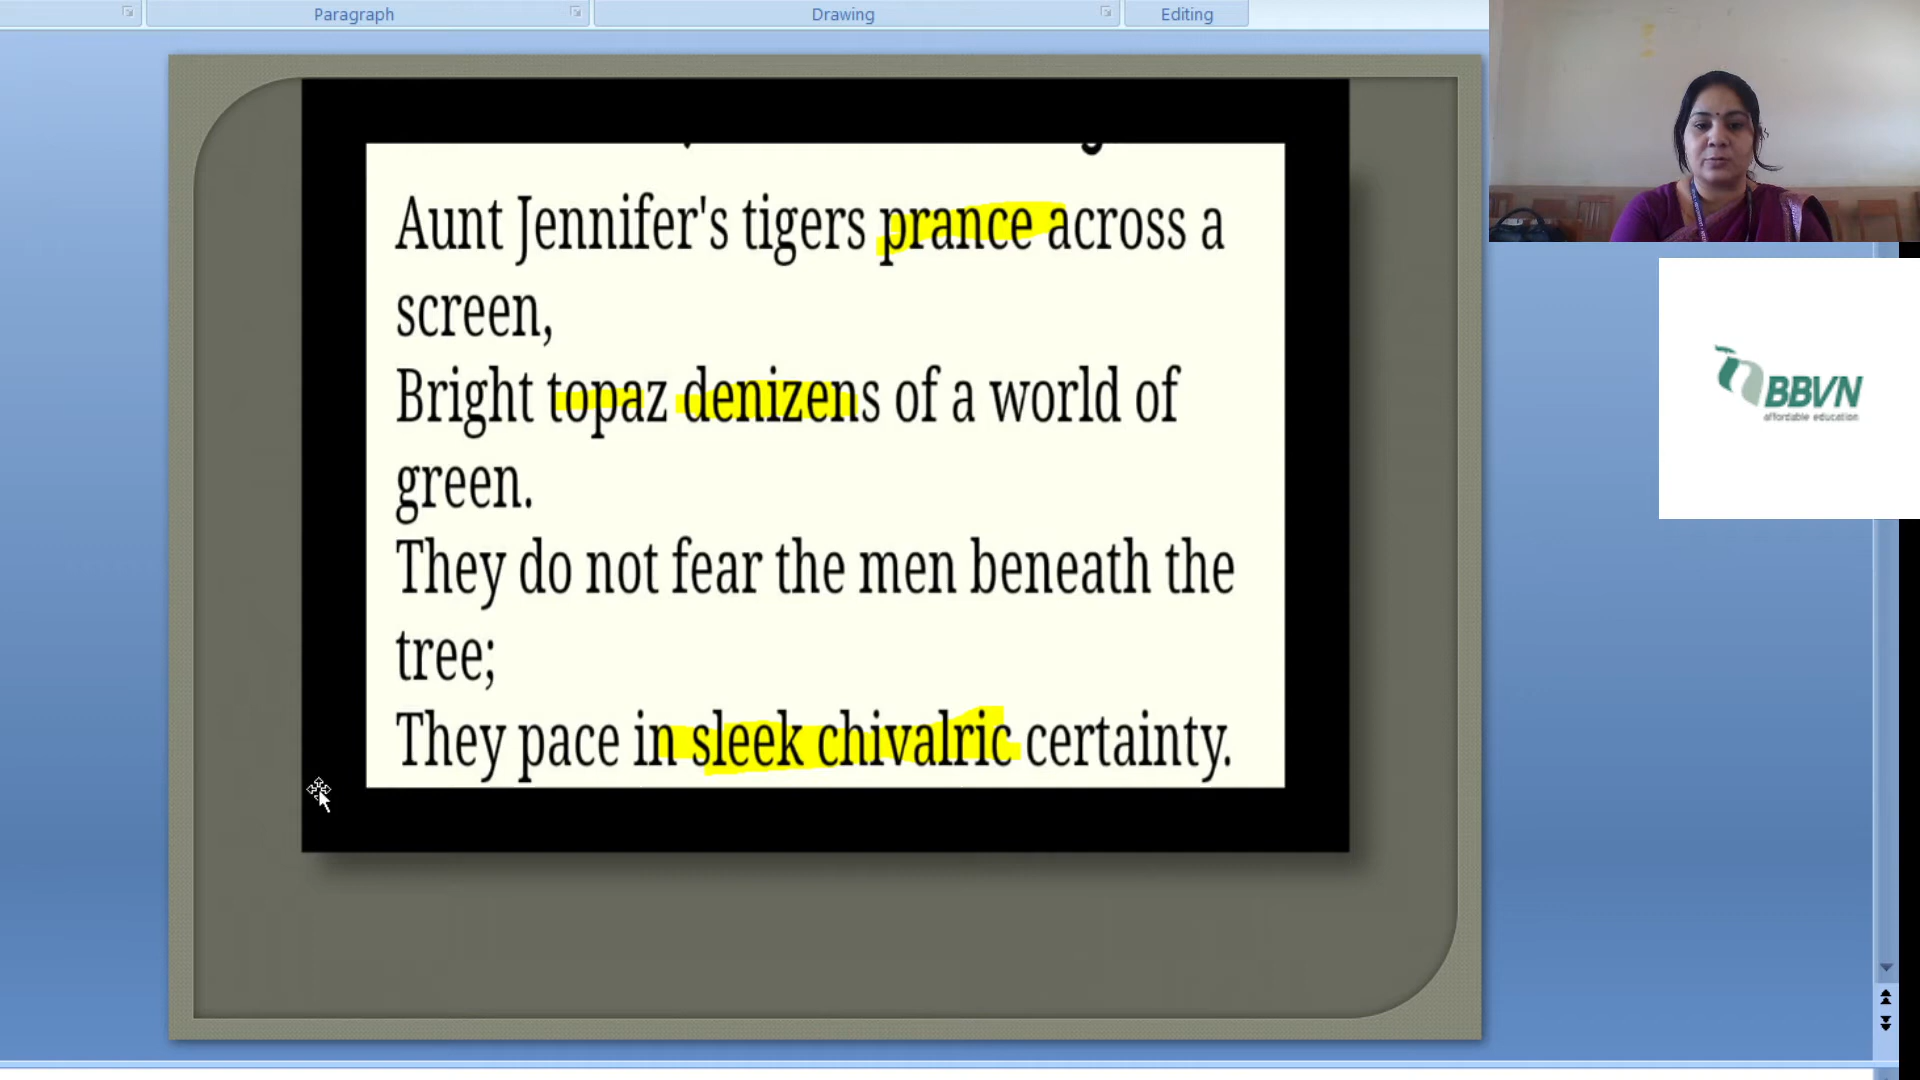 Paragraph
Drawing
Editing
Aunt Jennifer's tigers prance across a
screen,
Bright topaz denizens of a world of
green.
They do not fear the men beneath the
tree;
They pace in sleek chivalric certainty.
BBVN
affordable education